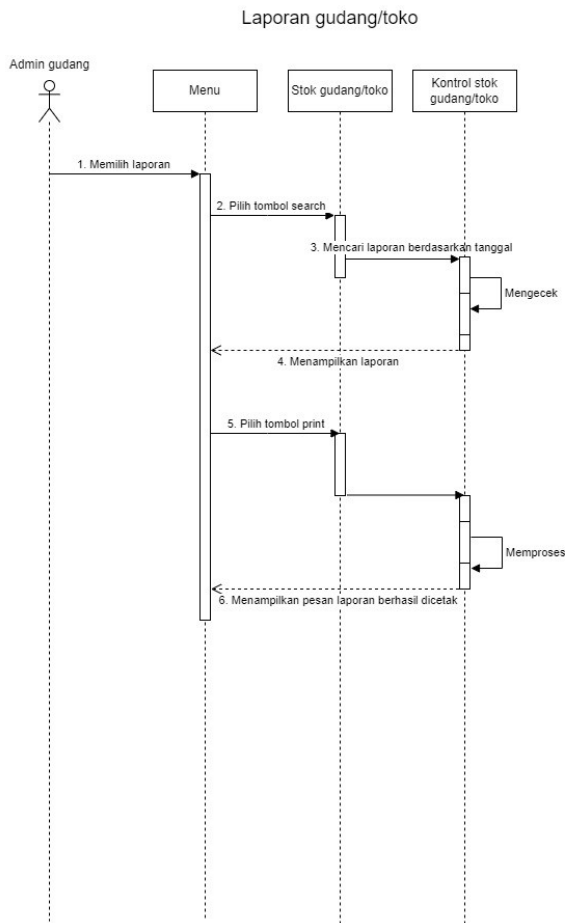 Laporan gudang/toko
Admin gudang
Menu
Stok gudang/toko
Kontrol stok
gudang/toko
1. Memilih laporan
2. Pilih tombol search
3. Mencari laporan berdasarkan tanggal
Mengecek
4. Menampilkan laporan
5. Pilih tombol print
Memproses
6. Menampilkan pesan laporan berhasil dicetak